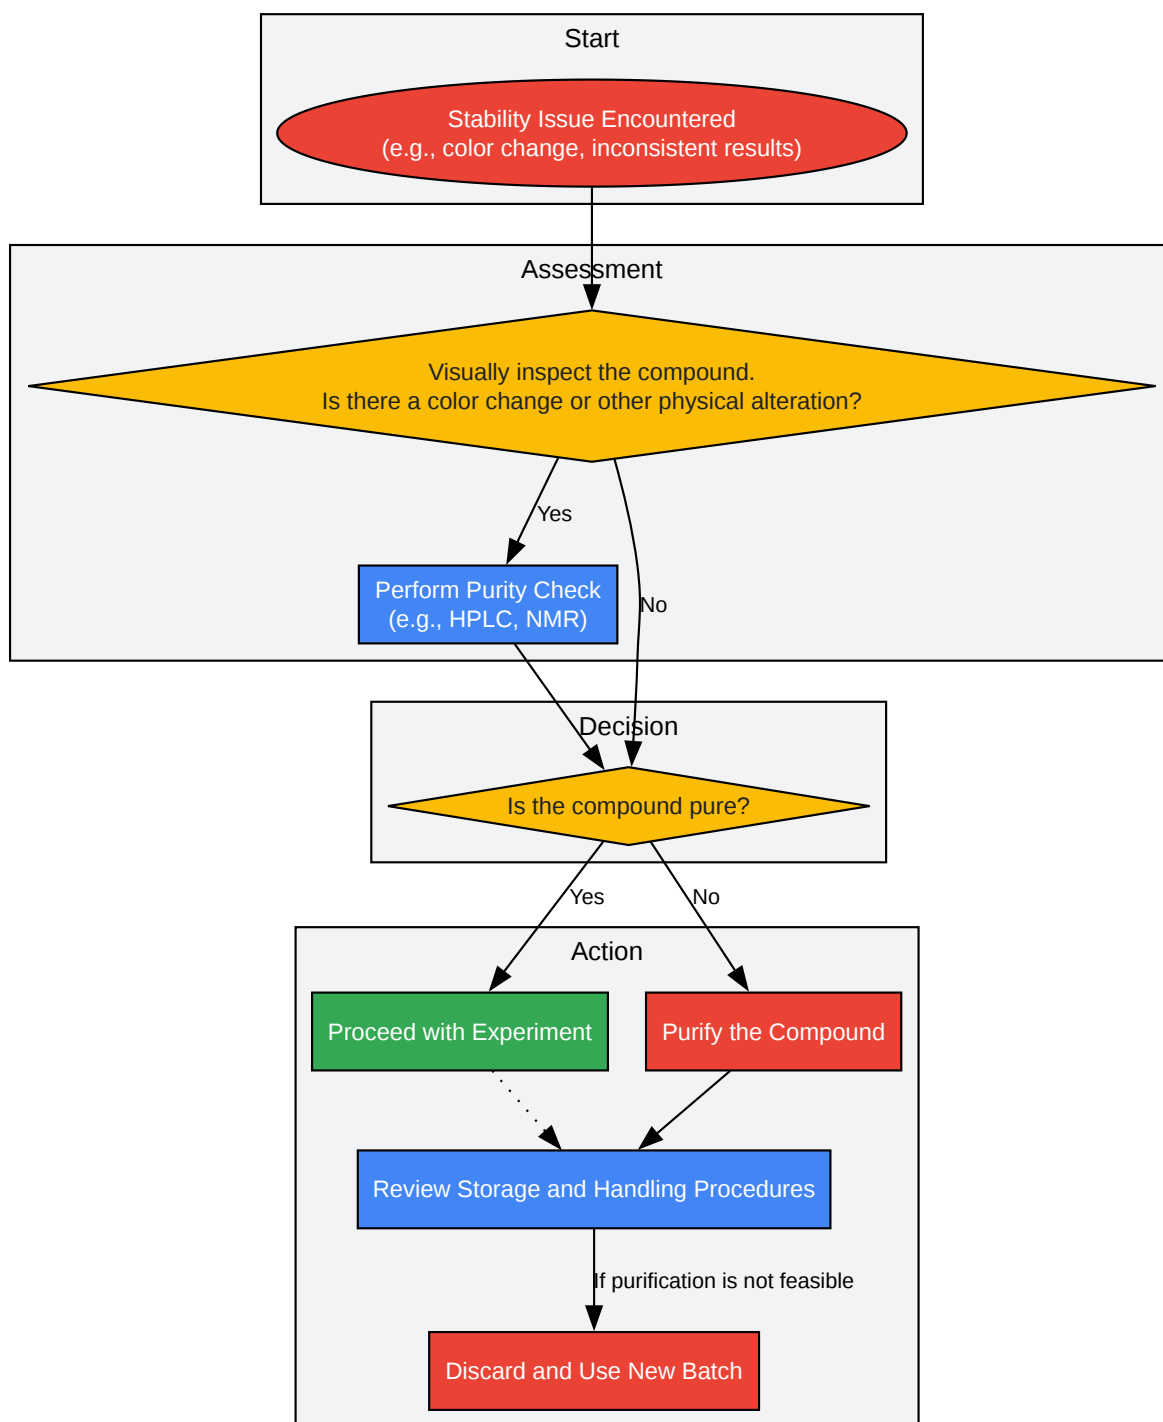 Start
Stability Issue Encountered
(e.g., color change, inconsistent results)
Assessment
Visually inspect the compound.
Is there a color change or other physical alteration?
Yes
Perform Purity Check
(e.g., HPLC, NMR)
No
Decision
Is the compound pure?
Yes
No
Action
Proceed with Experiment
Purify the Compound
Review Storage and Handling Procedures
If purification is not feasible
Discard and Use New Batch